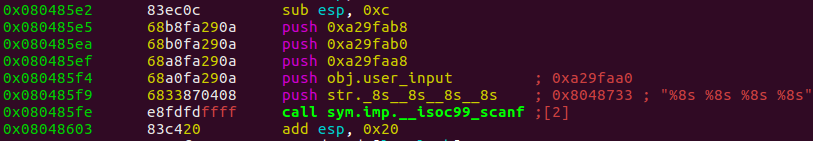 0x080485e2 83ec0c sub esp, 0xc
0x080485e5 68b8fa290a push 0xa29fab8
0x080485ea 68b0fa290a push 0xa29fab0
0x080485ef 68a8fa290a push 0xa29faa8
0x080485f4 68a0fa290a push obj.user_input ; 0xa29faa0
0x080485f9 6833870408 push str._8s__8s__8s__8s ; 0x8048733 ; "%8s %8s %8s %8s"
0x080485fe e8fdfdffff call sym.imp.__isoc99_scanf ;[2]
0x08048603 83c420 add esp, 0x20